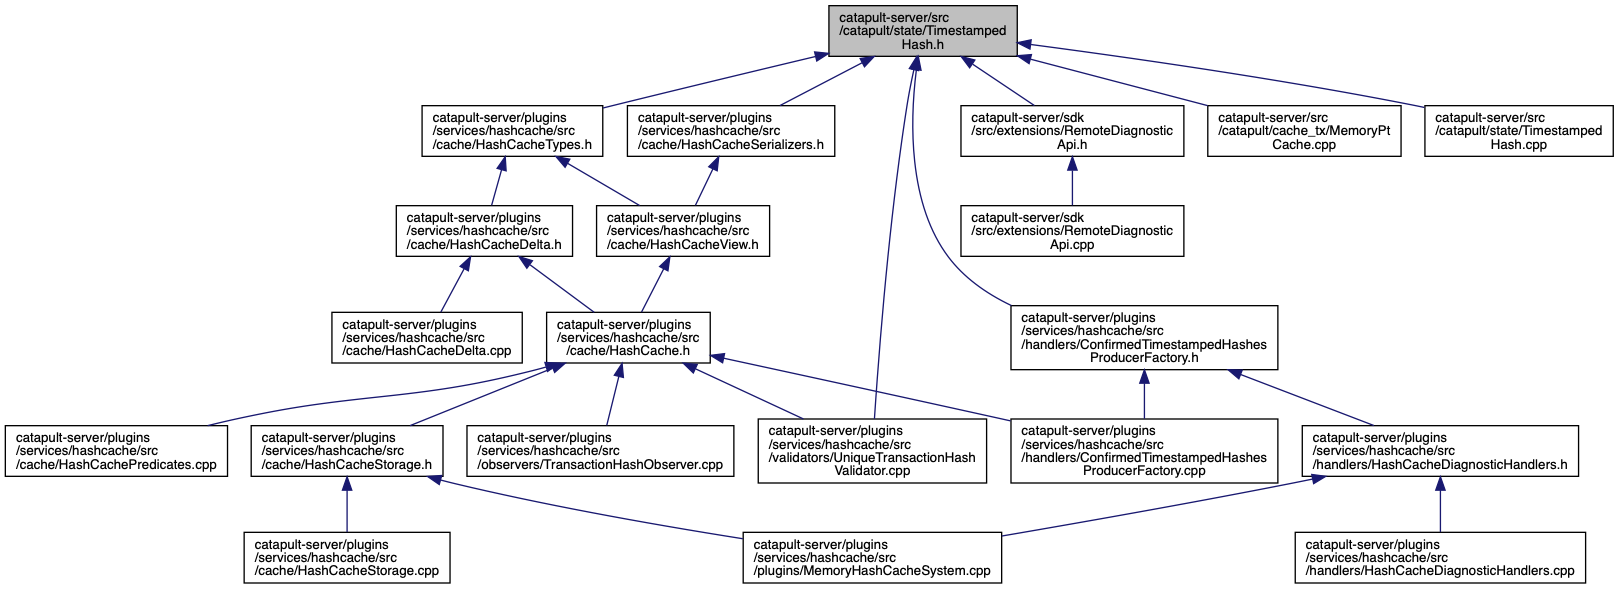 catapult-server/src
/catapult/state/Timestamped
Hash.h
catapult-server/plugins
/services/hashcache/src
/cache/HashCacheTypes.h
catapult-server/plugins
/services/hashcache/src
/cache/HashCacheSerializers.h
catapult-server/sdk
/src/extensions/RemoteDiagnostic
Api.h
catapult-server/src
/catapult/cache_tx/MemoryPt
Cache.cpp
catapult-server/src
/catapult/state/Timestamped
Hash.cpp
catapult-server/plugins
/services/hashcache/src
/cache/HashCacheDelta.h
catapult-server/plugins
/services/hashcache/src
/cache/HashCacheView.h
catapult-server/sdk
/src/extensions/RemoteDiagnostic
Api.cpp
catapult-server/plugins
/services/hashcache/src
/cache/HashCacheDelta.cpp
catapult-server/plugins
/services/hashcache/src
/cache/HashCache.h
catapult-server/plugins
/services/hashcache/src
/handlers/ConfirmedTimestampedHashes
ProducerFactory.h
catapult-server/plugins
/services/hashcache/src
/cache/HashCachePredicates.cpp
catapult-server/plugins
/services/hashcache/src
/cache/HashCacheStorage.h
catapult-server/plugins
/services/hashcache/src
/observers/TransactionHashObserver.cpp
catapult-server/plugins
/services/hashcache/src
/validators/UniqueTransactionHash
Validator.cpp
catapult-server/plugins
/services/hashcache/src
/handlers/ConfirmedTimestampedHashes
ProducerFactory.cpp
catapult-server/plugins
/services/hashcache/src
/handlers/HashCacheDiagnosticHandlers.h
catapult-server/plugins
/services/hashcache/src
/cache/HashCacheStorage.cpp
catapult-server/plugins
/services/hashcache/src
/plugins/MemoryHashCacheSystem.cpp
catapult-server/plugins
/services/hashcache/src
/handlers/HashCacheDiagnosticHandlers.cpp